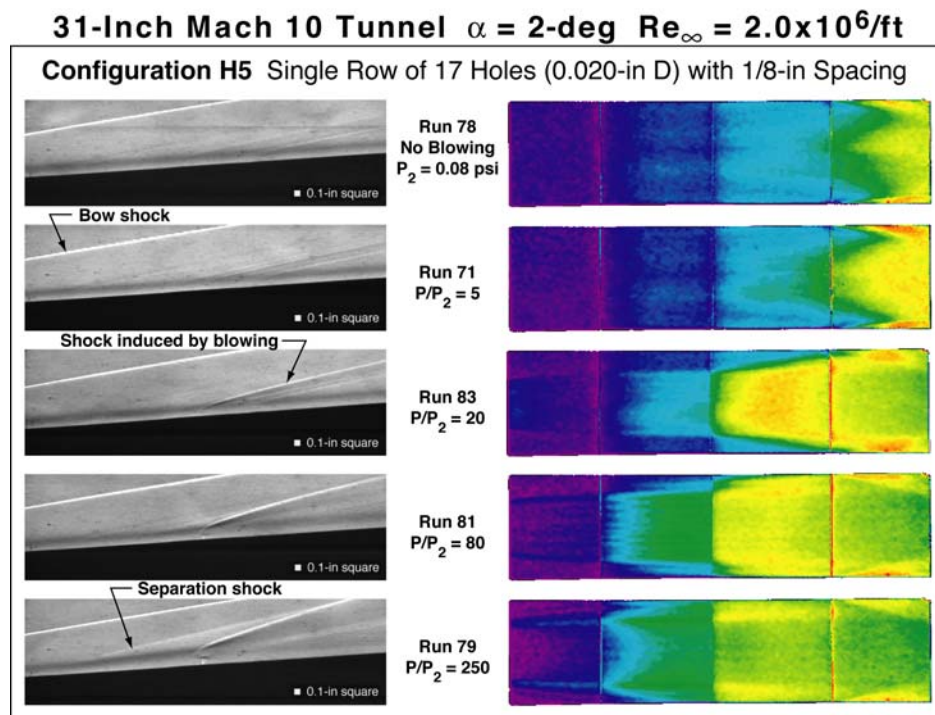 31-Inch Mach 10 Tunnel α = 2-deg Re∞ = 2.0x10⁶/ft
Configuration H5 Single Row of 17 Holes (0.020-in D) with 1/8-in Spacing
0.1-in square
Run 78
No Blowing
P₂ = 0.08 psi
Bow shock
0.1-in square
Run 71
P/P₂ = 5
Shock induced by blowing
0.1-in square
Run 83
P/P₂ = 20
0.1-in square
Run 81
P/P₂ = 80
Separation shock
0.1-in square
Run 79
P/P₂ = 250